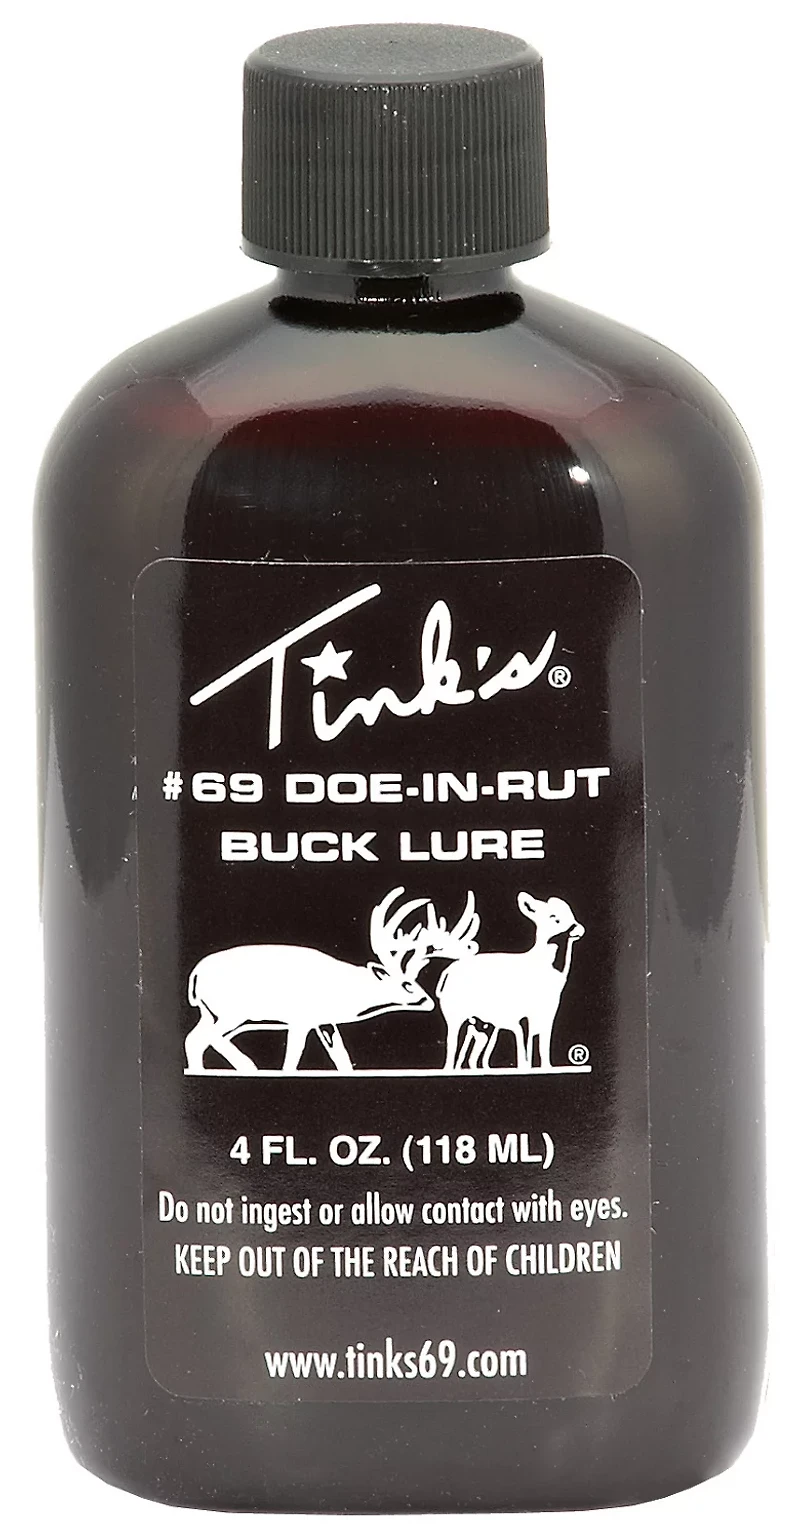 Tink's®
#69 DOE-IN-RUT
BUCK LURE
®
4 FL. OZ. (118 ML)
Do not ingest or allow contact with eyes.
KEEP OUT OF THE REACH OF CHILDREN
www.tinks69.com